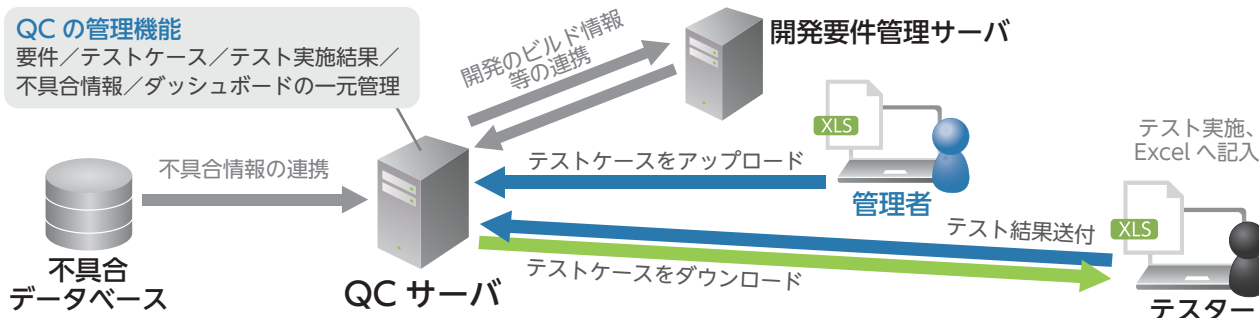 QC の管理機能
要件／テストケース／テスト実施結果／
不具合情報／ダッシュボードの一元管理
開発のビルド情報
等の連携
開発要件管理サーバ
XLS
テスト実施、
Excel へ記入
テストケースをアップロード
管理者
不具合情報の連携
テスト結果送付
XLS
テストケースをダウンロード
不具合
データベース
QC サーバ
テスター